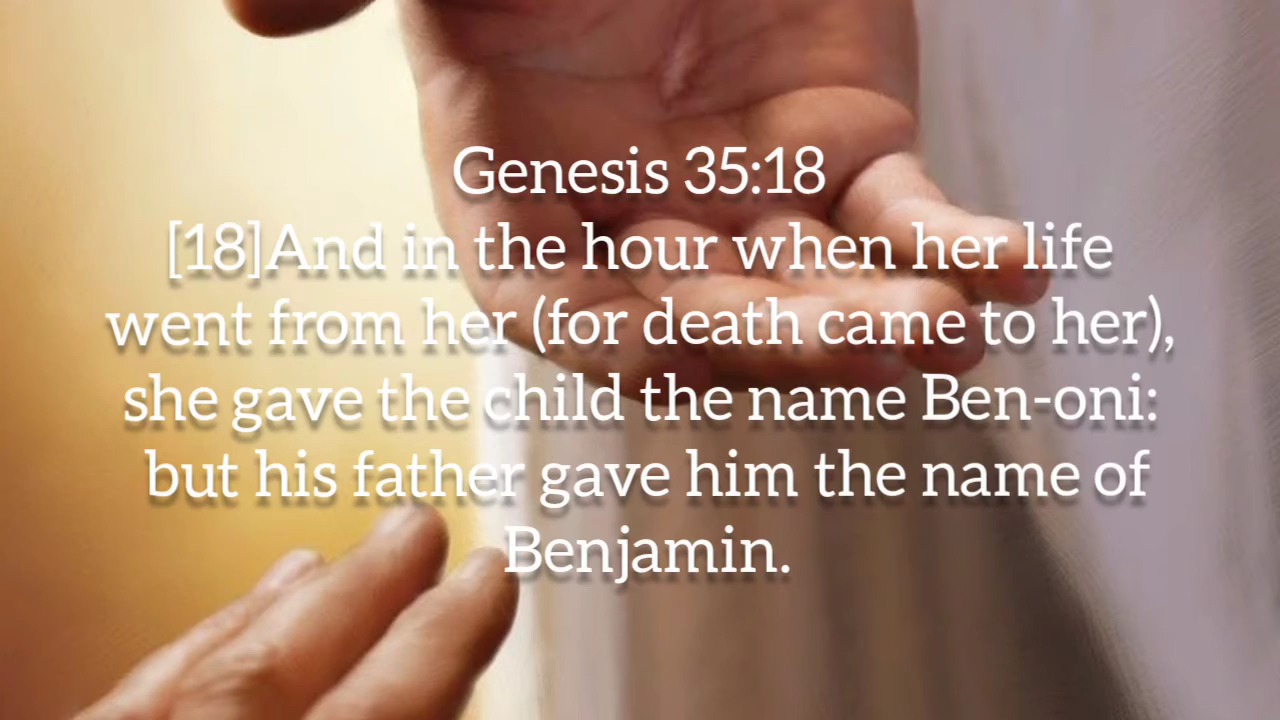 Genesis 35:18
[18]And in the hour when her life
went from her (for death came to her),
she gave the child the name Ben-oni:
but his father gave him the name of
Benjamin.